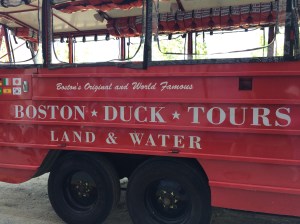 Boston's Original and World Famous
BOSTON ★ DUCK ★ TOURS
LAND & WATER